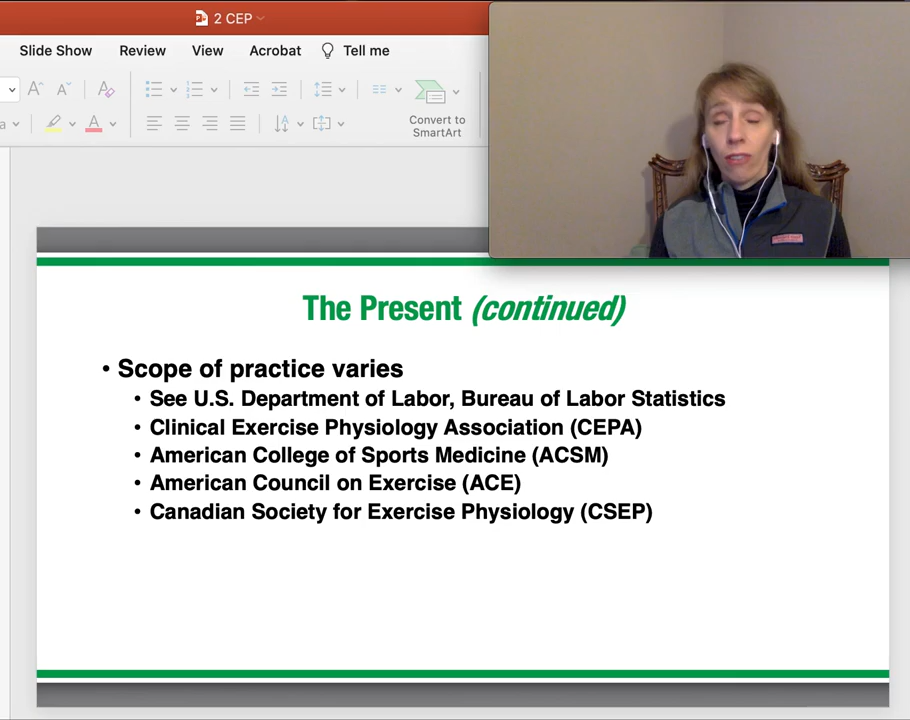 2 CEP
Slide Show Review View Acrobat Tell me
Convert to
SmartArt
The Present (continued)
• Scope of practice varies
• See U.S. Department of Labor, Bureau of Labor Statistics
• Clinical Exercise Physiology Association (CEPA)
• American College of Sports Medicine (ACSM)
• American Council on Exercise (ACE)
• Canadian Society for Exercise Physiology (CSEP)